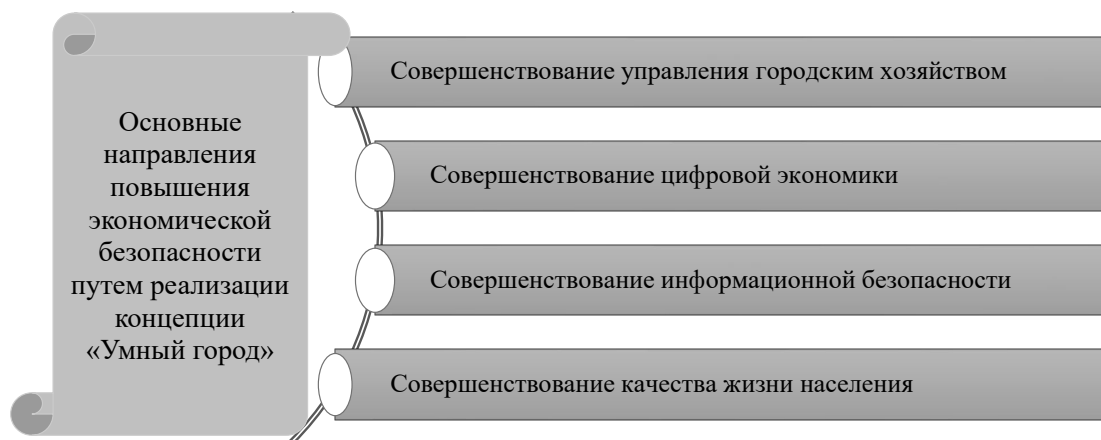 Основные
направления
повышения
экономической
безопасности
путем реализации
концепции
«Умный город»
Совершенствование управления городским хозяйством
Совершенствование цифровой экономики
Совершенствование информационной безопасности
Совершенствование качества жизни населения